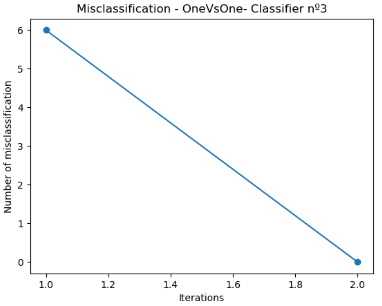 Misclassification - OneVsOne- Classifier nº3
6
5
4
3
2
1
0
Number of misclassification
1.0 1.2 1.4 1.6 1.8 2.0
Iterations